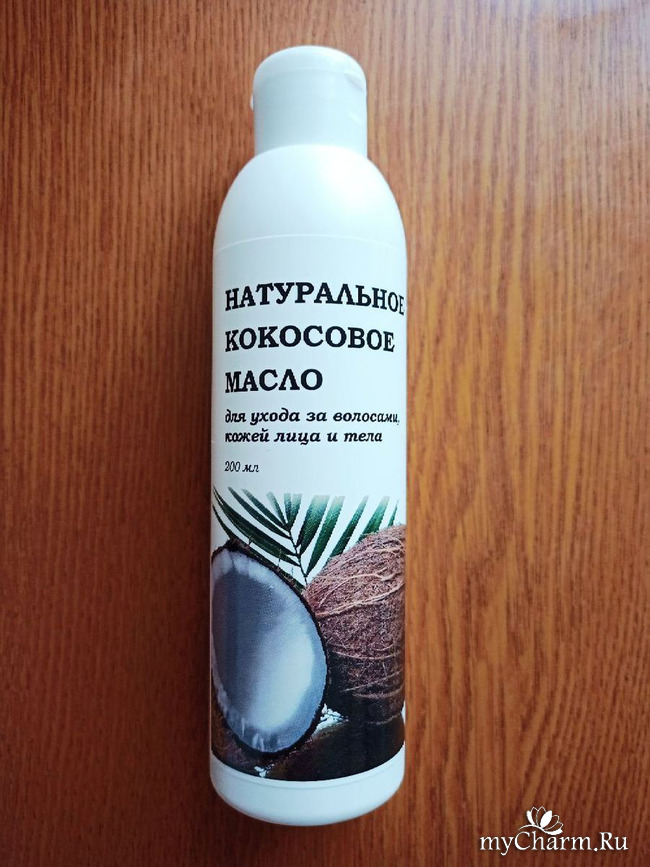 НАТУРАЛЬНОЕ
КОКОСОВОЕ
МАСЛО
для ухода за волосами,
кожей лица и тела
200 мл
myCharm.Ru